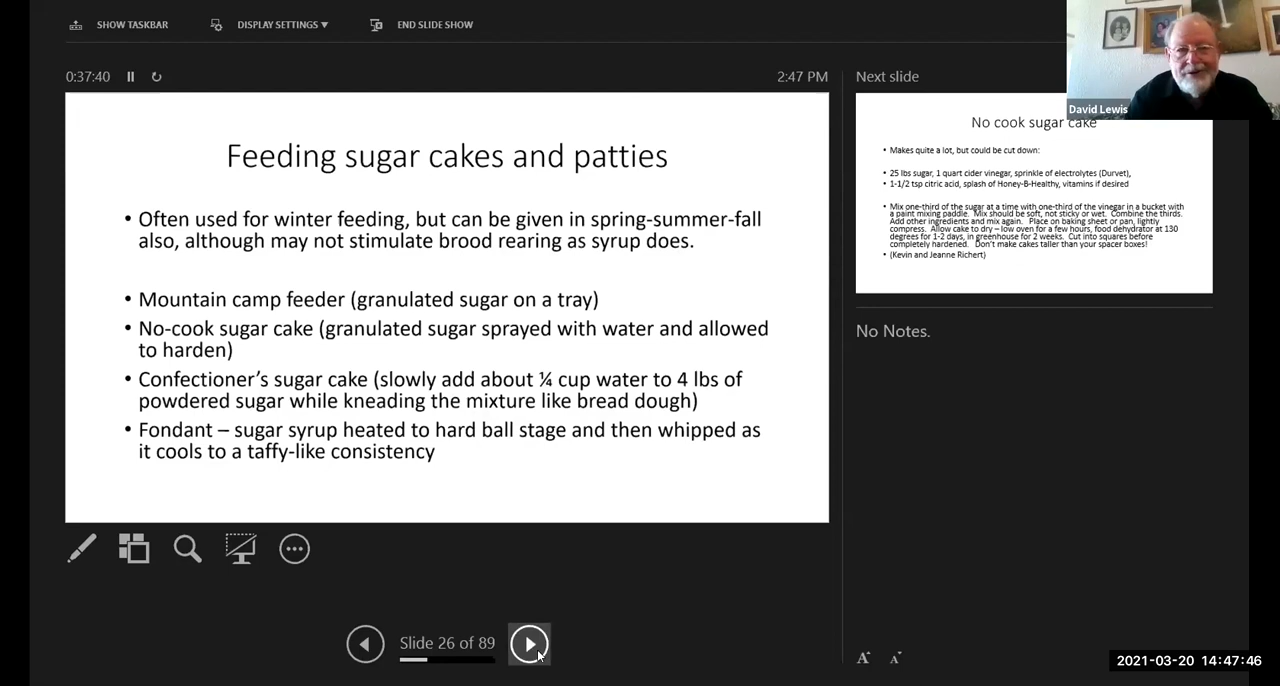 SHOW TASKBAR
DISPLAY SETTINGS ▼
END SLIDE SHOW
0:37:40
2:47 PM
Feeding sugar cakes and patties
• Often used for winter feeding, but can be given in spring-summer-fall
also, although may not stimulate brood rearing as syrup does.
• Mountain camp feeder (granulated sugar on a tray)
• No-cook sugar cake (granulated sugar sprayed with water and allowed
to harden)
• Confectioner’s sugar cake (slowly add about ¼ cup water to 4 lbs of
powdered sugar while kneading the mixture like bread dough)
• Fondant – sugar syrup heated to hard ball stage and then whipped as
it cools to a taffy-like consistency
Slide 26 of 89
Next slide
David Lewis
No cook sugar cake
• Makes quite a lot, but could be cut down:
• 25 lbs sugar, 1 quart cider vinegar, sprinkle of electrolytes (Durvet),
• 1-1/2 tsp citric acid, splash of Honey-B-Healthy, vitamins if desired
• Mix one-third of the sugar at a time with one-third of the vinegar in a bucket with
a paint mixing paddle. Mix should be soft, not sticky or wet. Combine the thirds.
Add other ingredients and mix again. Place on baking sheet or pan, lightly
compress. Allow cake to dry – low oven for a few hours, food dehydrator at 130
degrees for 1-2 days, in greenhouse for 2 weeks. Cut into squares before
completely hardened. Don’t make cakes taller than your spacer boxes!
• (Kevin and Jeanne Richert)
No Notes.
A A
2021-03-20 14:47:46